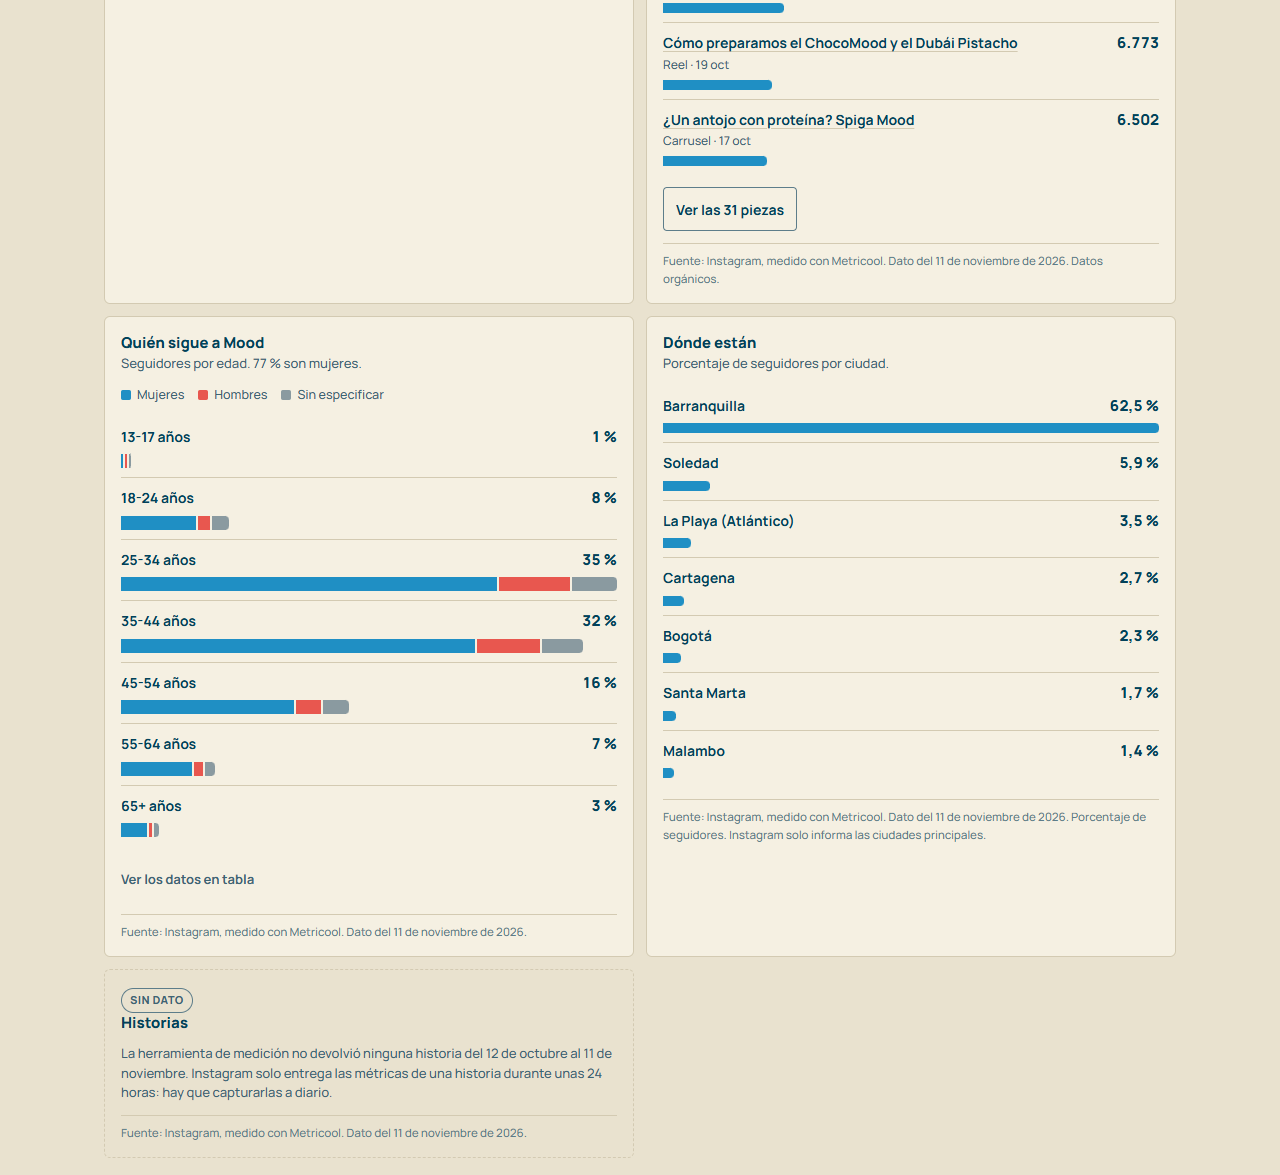 Cómo preparamos el ChocoMood y el Dubái Pistacho 6.773
Reel · 19 oct
¿Un antojo con proteína? Spiga Mood 6.502
Carrusel · 17 oct
Ver las 31 piezas
Fuente: Instagram, medido con Metricool. Dato del 11 de noviembre de 2026. Datos
orgánicos.
Quién sigue a Mood
Seguidores por edad. 77 % son mujeres.
Mujeres Hombres Sin especificar
13-17 años 1 %
18-24 años 8 %
25-34 años 35 %
35-44 años 32 %
45-54 años 16 %
55-64 años 7 %
65+ años 3 %
Ver los datos en tabla
Fuente: Instagram, medido con Metricool. Dato del 11 de noviembre de 2026.
Dónde están
Porcentaje de seguidores por ciudad.
Barranquilla 62,5 %
Soledad 5,9 %
La Playa (Atlántico) 3,5 %
Cartagena 2,7 %
Bogotá 2,3 %
Santa Marta 1,7 %
Malambo 1,4 %
Fuente: Instagram, medido con Metricool. Dato del 11 de noviembre de 2026. Porcentaje de
seguidores. Instagram solo informa las ciudades principales.
SIN DATO
Historias
La herramienta de medición no devolvió ninguna historia del 12 de octubre al 11 de
noviembre. Instagram solo entrega las métricas de una historia durante unas 24
horas: hay que capturarlas a diario.
Fuente: Instagram, medido con Metricool. Dato del 11 de noviembre de 2026.